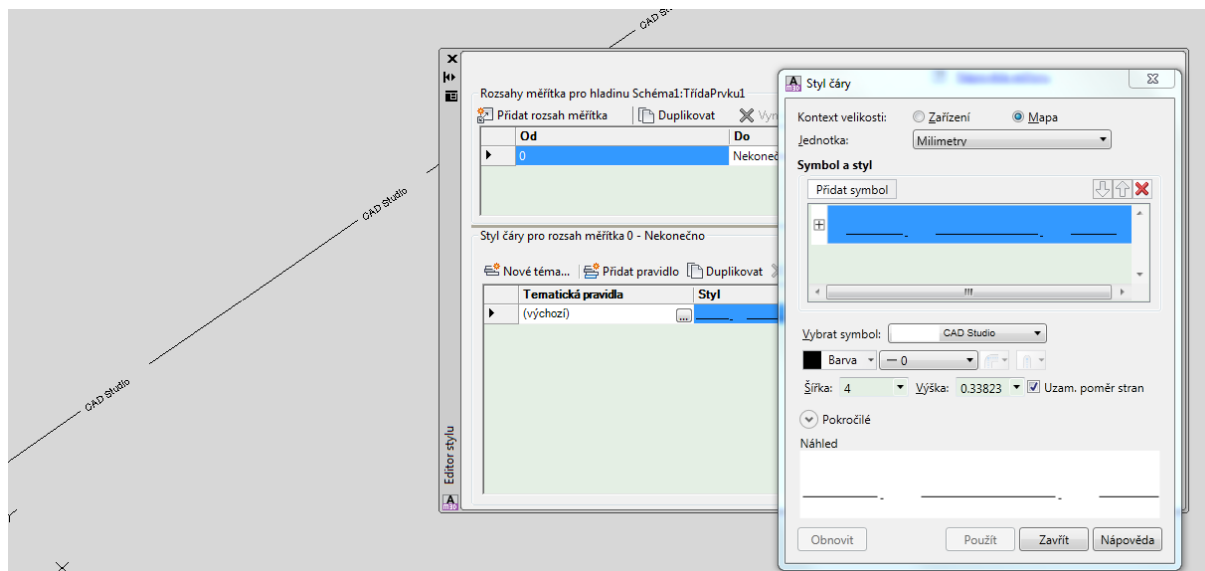 CAD
CAD Studio
CAD Studio
Editor stylu
Rozsahy měřítka pro hladinu Schéma1:TřídaPrvku1
Přidat rozsah měřítka Duplikovat
Od Do
0
Styl čáry pro rozsah měřítka 0 - Nekonečno
Nové téma... Přidat pravidlo Duplikovat
Tematická pravidla Styl
(výchozí) ...
Styl čáry
Kontext velikosti: Zařízení Mapa
Jednotka: Milimetry
Symbol a styl
Přidat symbol
Vybrat symbol: CAD Studio
Barva 0
Šířka: 4 Výška: 0.33823 Uzam. poměr stran
Pokročilé
Náhled
Obnovit Použít Zavřít Nápověda